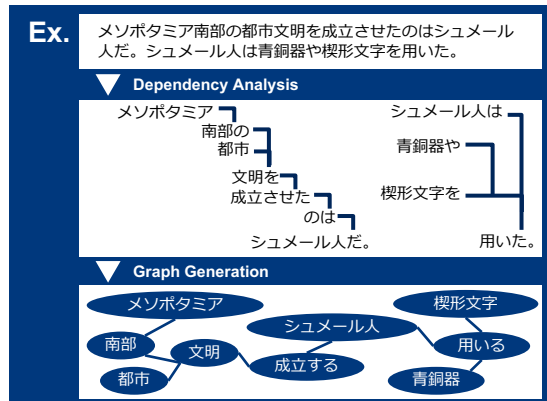 Ex.
メソポタミア南部の都市文明を成立させたのはシュメール
人だ。シュメール人は青銅器や楔形文字を用いた。
Dependency Analysis
メソポタミア
南部の
都市
文明を
成立させた
のは
シュメール人だ。
シュメール人は
青銅器や
楔形文字を
用いた。
Graph Generation
メソポタミア
楔形文字
シュメール人
南部
文明
用いる
成立する
都市
青銅器